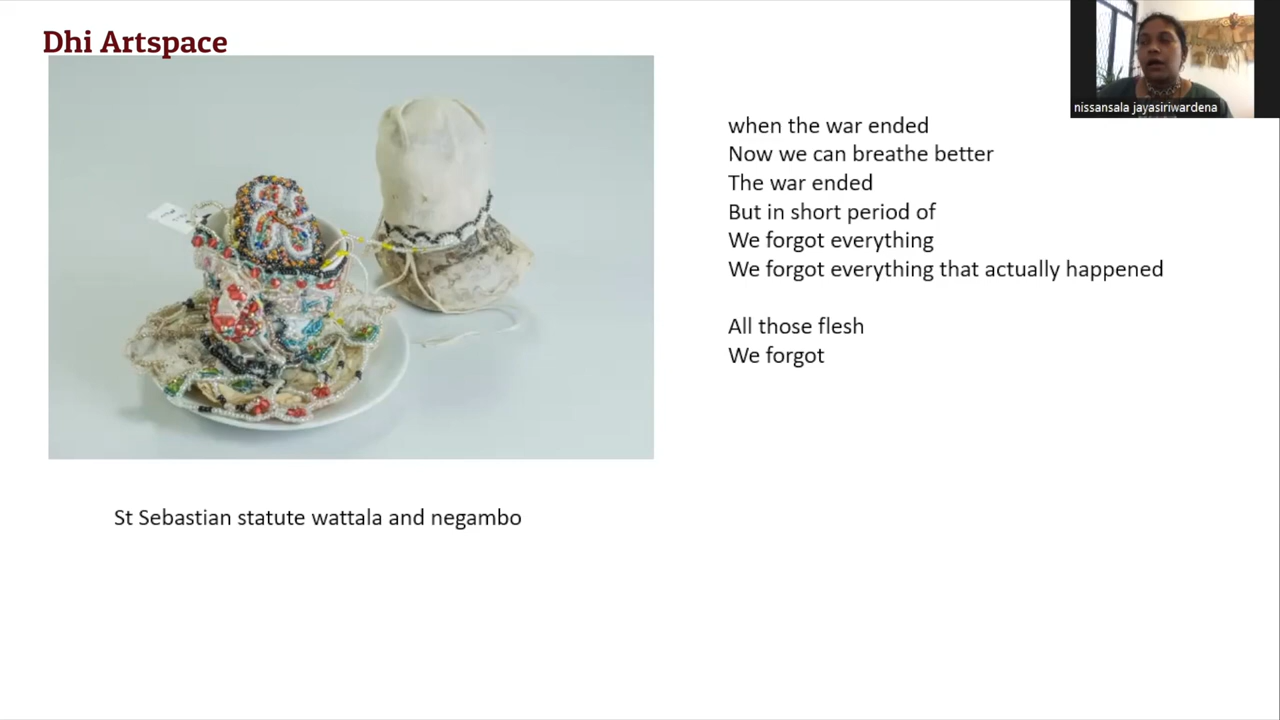 Dhi Artspace
nissansala jayasiriwardena
when the war ended
Now we can breathe better
The war ended
But in short period of
We forgot everything
We forgot everything that actually happened
All those flesh
We forgot
St Sebastian statute wattala and negambo